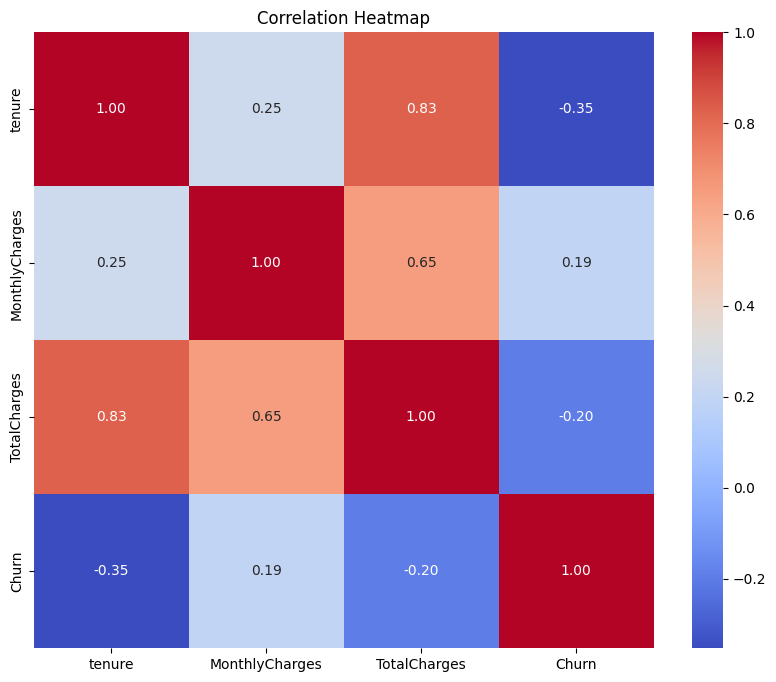 Correlation Heatmap
tenure
1.00 0.25 0.83 -0.35
MonthlyCharges
0.25 1.00 0.65 0.19
TotalCharges
0.83 0.65 1.00 -0.20
Churn
-0.35 0.19 -0.20 1.00
tenure MonthlyCharges TotalCharges Churn
1.0
0.8
0.6
0.4
0.2
0.0
−0.2